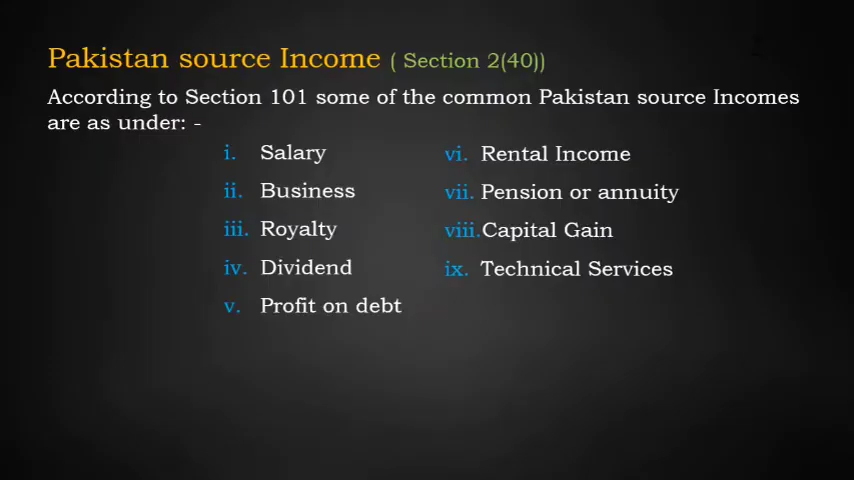 Pakistan source Income ( Section 2(40))
According to Section 101 some of the common Pakistan source Incomes
are as under: -
i. Salary
ii. Business
iii. Royalty
iv. Dividend
v. Profit on debt
vi. Rental Income
vii. Pension or annuity
viii. Capital Gain
ix. Technical Services